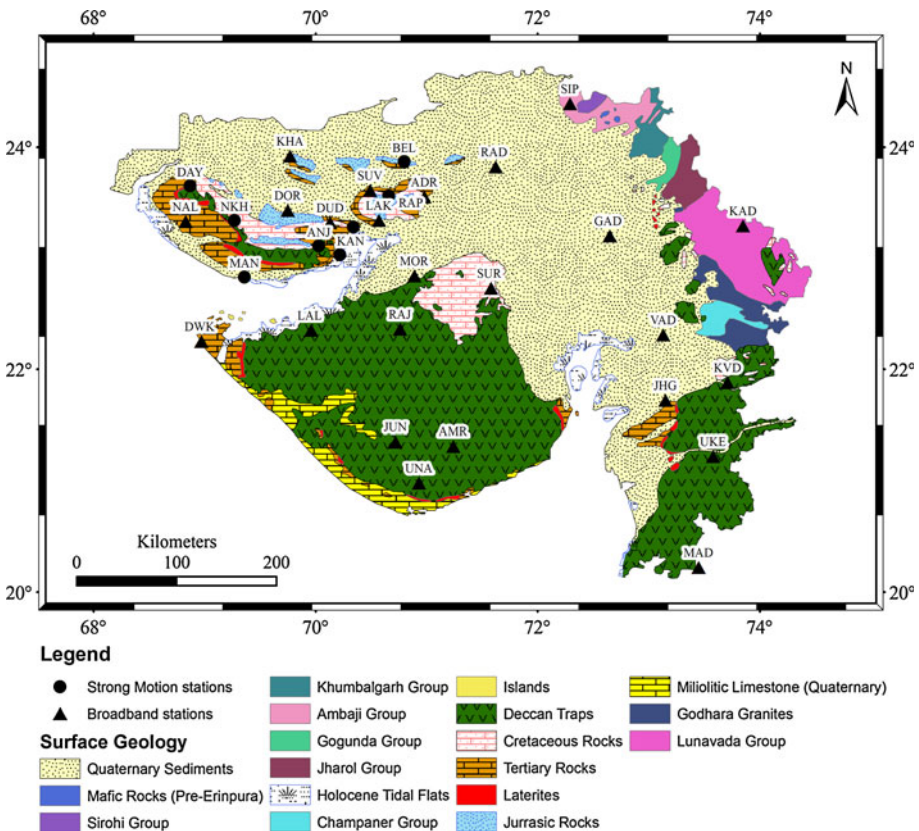 68° 70° 72° 74°
N
SIP
24° 24°
KHA BEL RAD
DAY SUV ADR
NAL NKH DOR DUD LAK RAP KAD
ANJ KAN GAD
MAN MOR SUR
DWK LAL RAJ VAD
22° 22°
KVD
JHG
JUN AMR UKE
UNA
Kilometers
0 100 200
MAD
20° 20°
68° 70° 72° 74°
Legend
Strong Motion stations
Broadband stations
Surface Geology
Quaternary Sediments
Mafic Rocks (Pre-Erinpura)
Sirohi Group
Khumbalgarh Group
Ambaji Group
Gogunda Group
Jharol Group
Holocene Tidal Flats
Champaner Group
Islands
Deccan Traps
Cretaceous Rocks
Tertiary Rocks
Laterites
Jurrasic Rocks
Miliolitic Limestone (Quaternary)
Godhara Granites
Lunavada Group